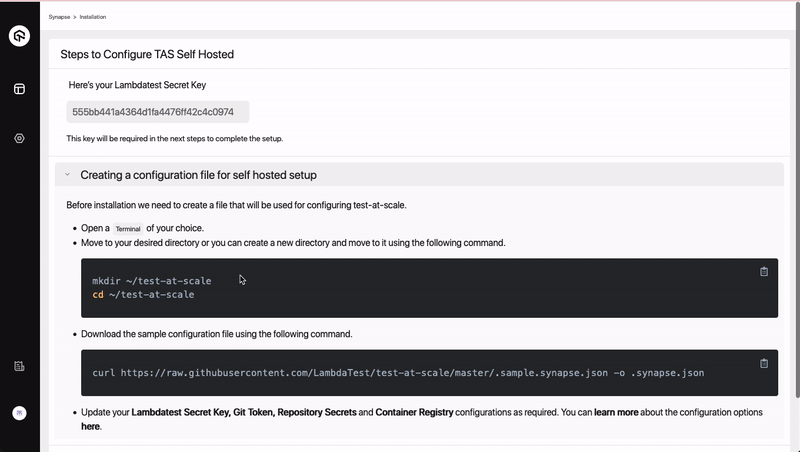 Synapse > Installation
Steps to Configure TAS Self Hosted
Here's your Lambdatest Secret Key
555bb441a4364d1fa4476ff42c4c0974
This key will be required in the next steps to complete the setup.
Creating a configuration file for self hosted setup
Before installation we need to create a file that will be used for configuring test-at-scale.
• Open a Terminal of your choice.
• Move to your desired directory or you can create a new directory and move to it using the following command.
mkdir ~/test-at-scale
cd ~/test-at-scale
• Download the sample configuration file using the following command.
curl https://raw.githubusercontent.com/LambdaTest/test-at-scale/master/.sample.synapse.json -o .synapse.json
• Update your Lambdatest Secret Key, Git Token, Repository Secrets and Container Registry configurations as required. You can learn more about the configuration options
here.